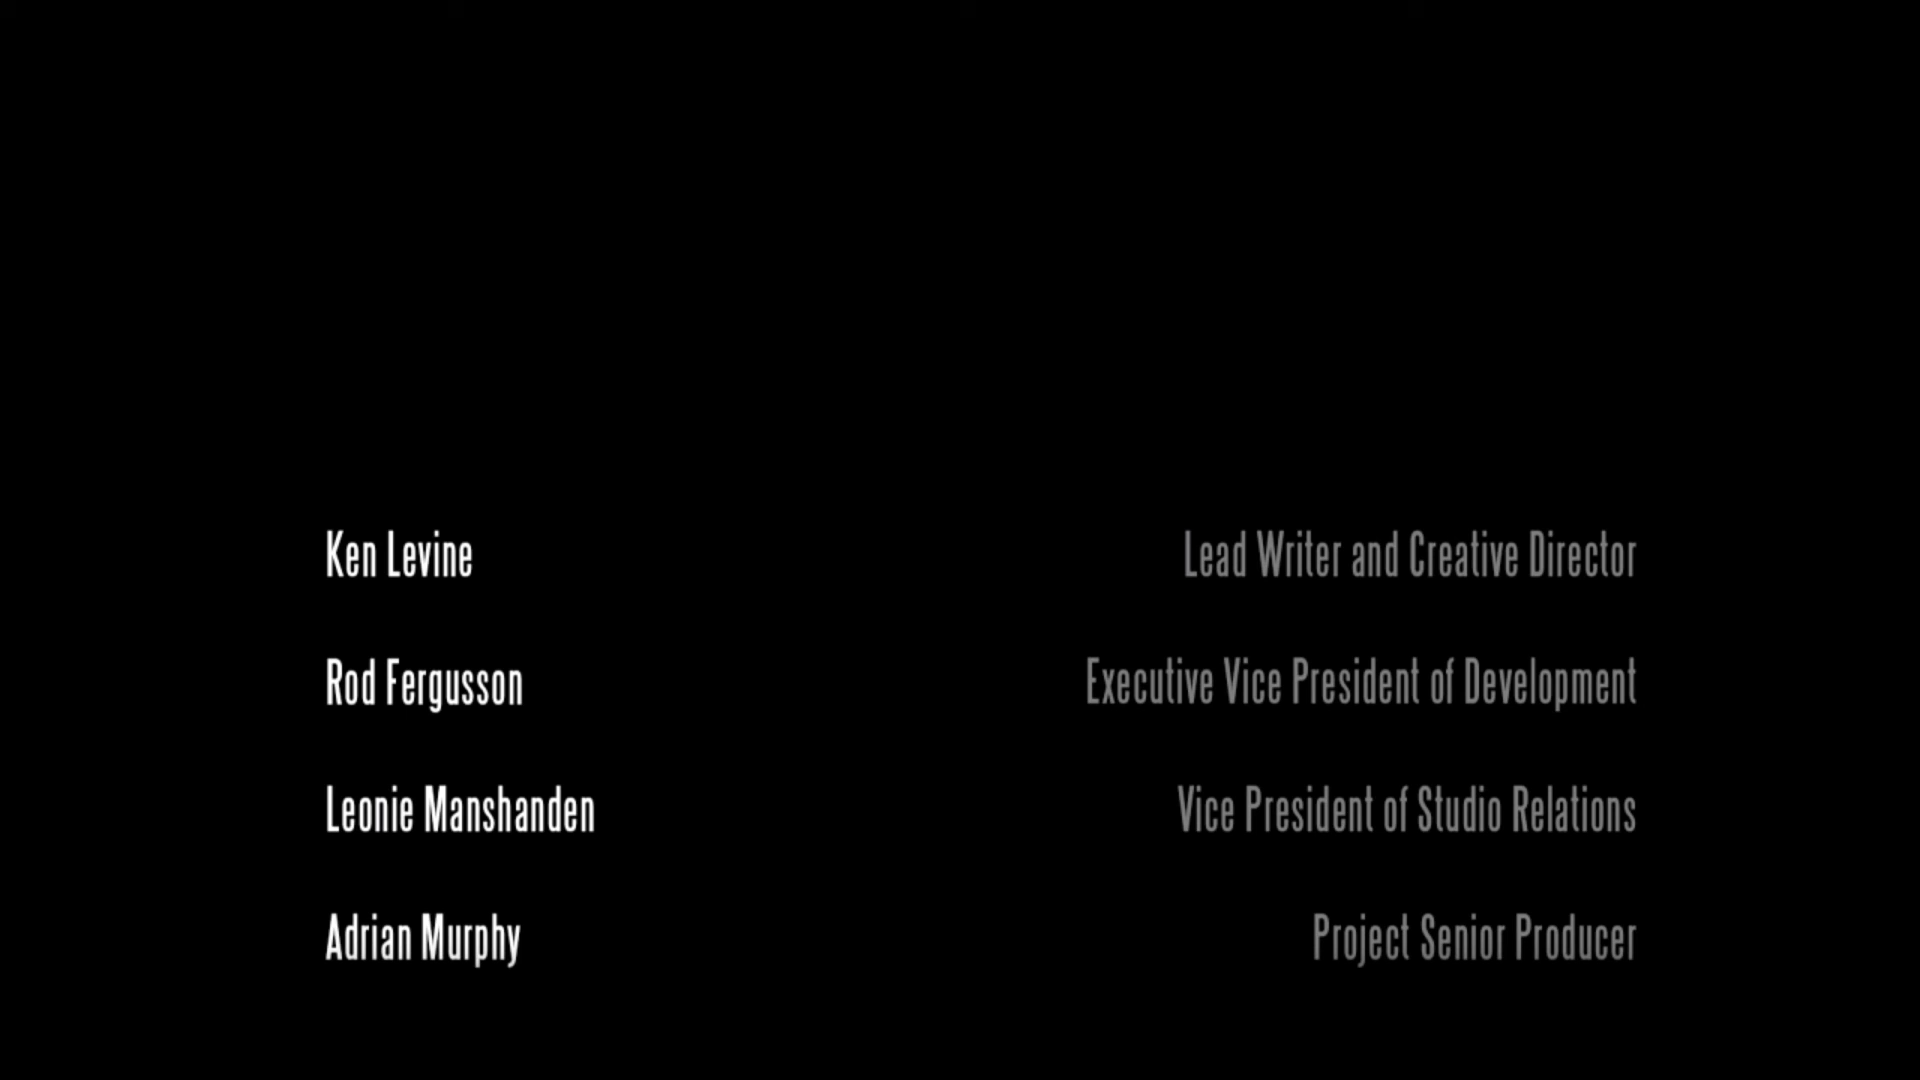 Ken Levine Lead Writer and Creative Director
Rod Fergusson Executive Vice President of Development
Leonie Manshanden Vice President of Studio Relations
Adrian Murphy Project Senior Producer